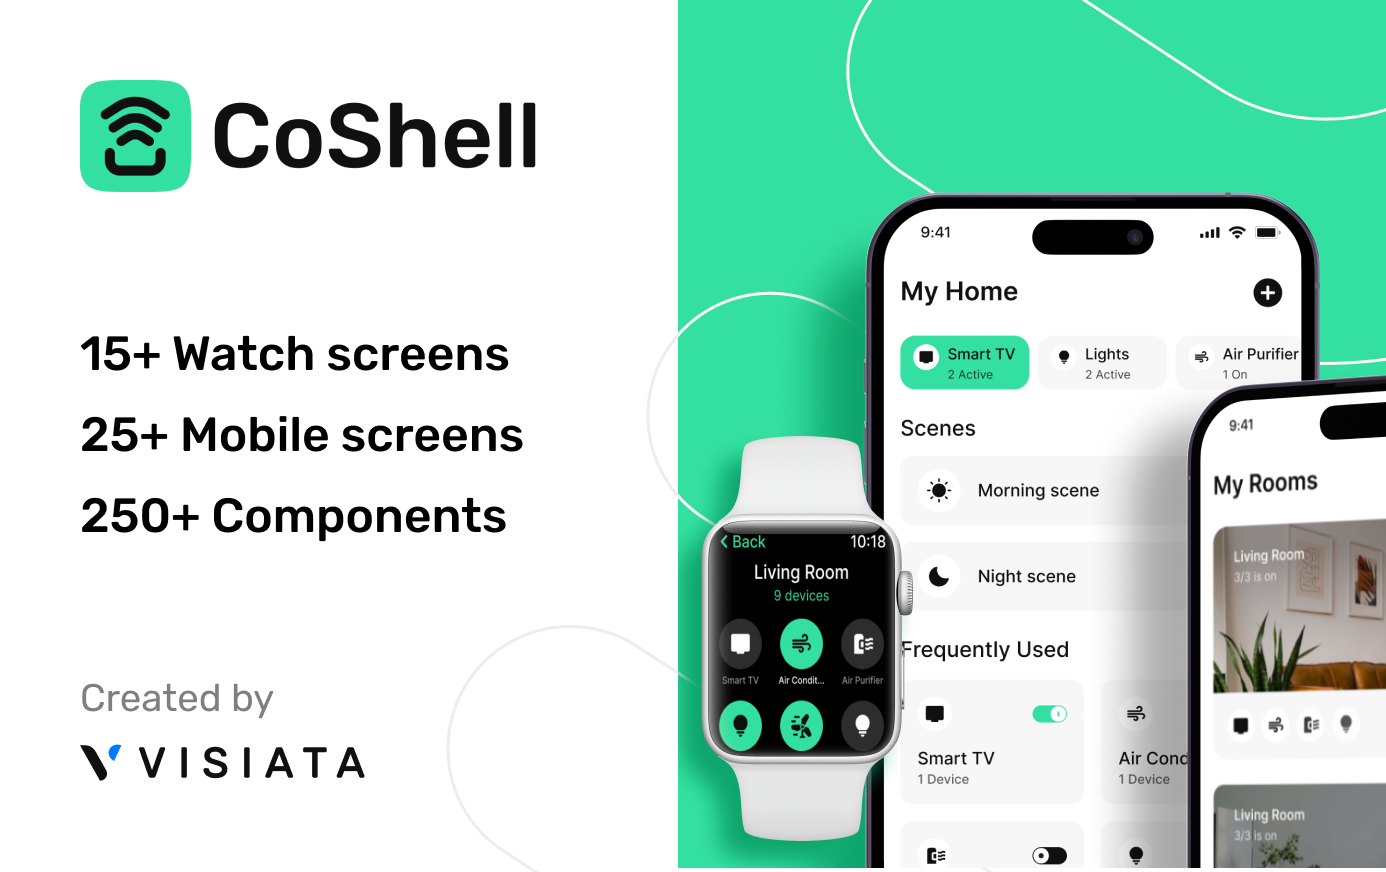 CoShell
15+ Watch screens
25+ Mobile screens
250+ Components
Created by
VISIATA
9:41
My Home
Smart TV
2 Active
Lights
2 Active
Air Purifier
1 On
Scenes
Morning scene
Night scene
Frequently Used
Smart TV
1 Device
Air Cond
1 Device
Back
10:18
Living Room
9 devices
Smart TV
Air Condit...
Air Purifier
9:41
My Rooms
Living Room
3/3 is on
Living Room
3/3 is on